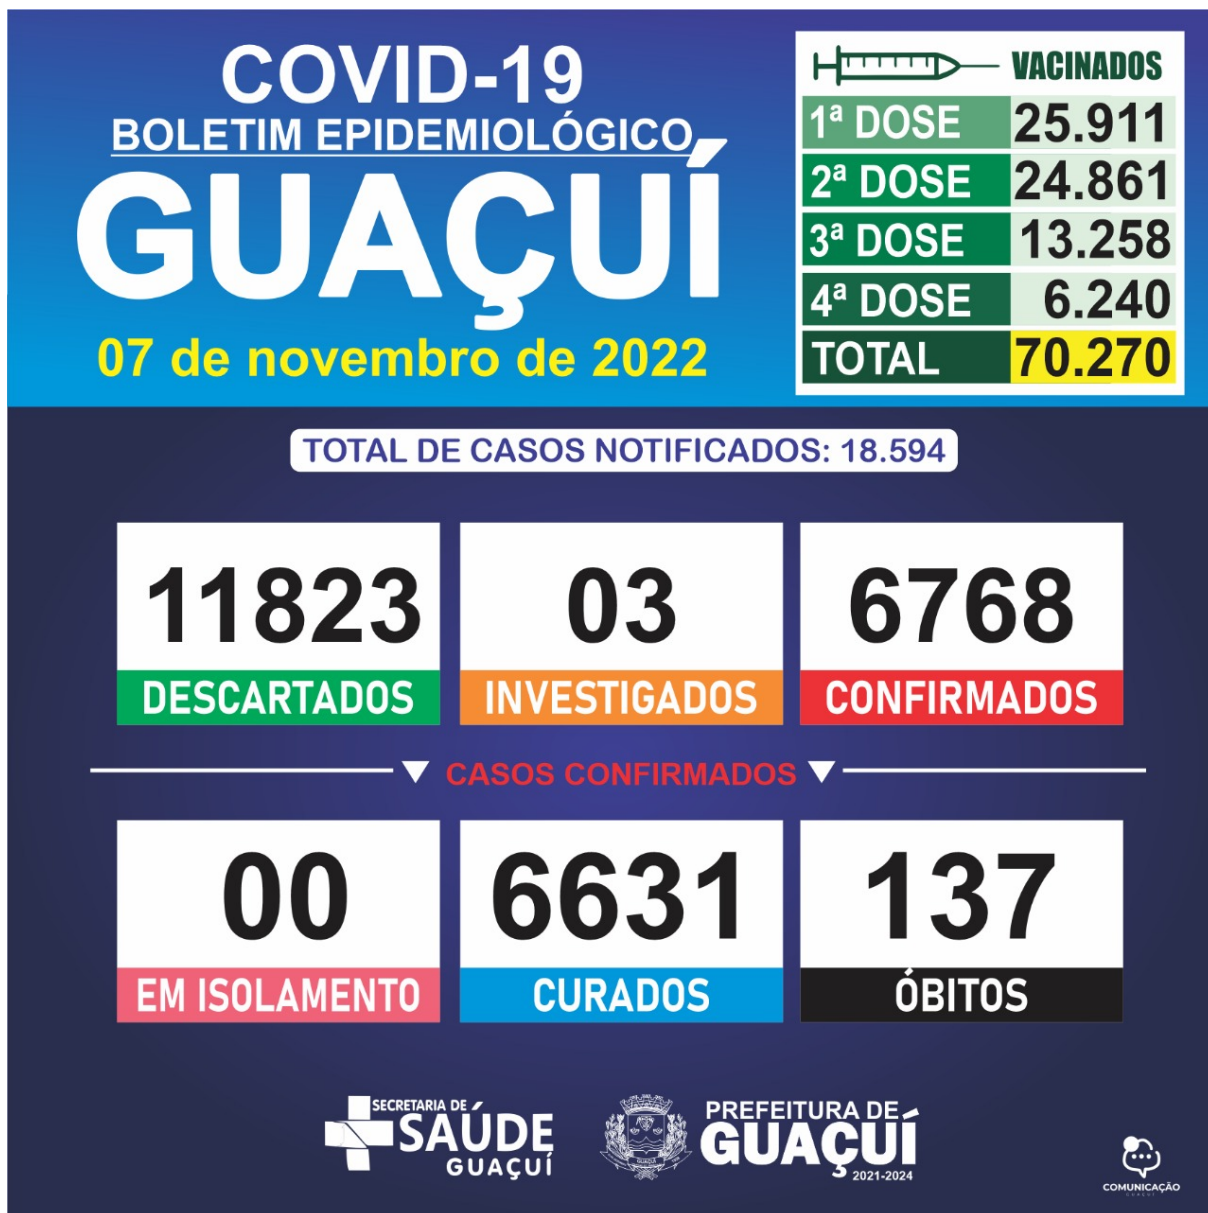 COVID-19
BOLETIM EPIDEMIOLÓGICO
GUAÇUÍ
07 de novembro de 2022
VACINADOS
1ª DOSE 25.911
2ª DOSE 24.861
3ª DOSE 13.258
4ª DOSE 6.240
TOTAL 70.270
TOTAL DE CASOS NOTIFICADOS: 18.594
11823
DESCARTADOS
03
INVESTIGADOS
6768
CONFIRMADOS
CASOS CONFIRMADOS
00
EM ISOLAMENTO
6631
CURADOS
137
ÓBITOS
SECRETARIA DE
SAÚDE
GUAÇUÍ
PREFEITURA DE
GUAÇUÍ
2021-2024
COMUNICAÇÃO
GUAÇUÍ